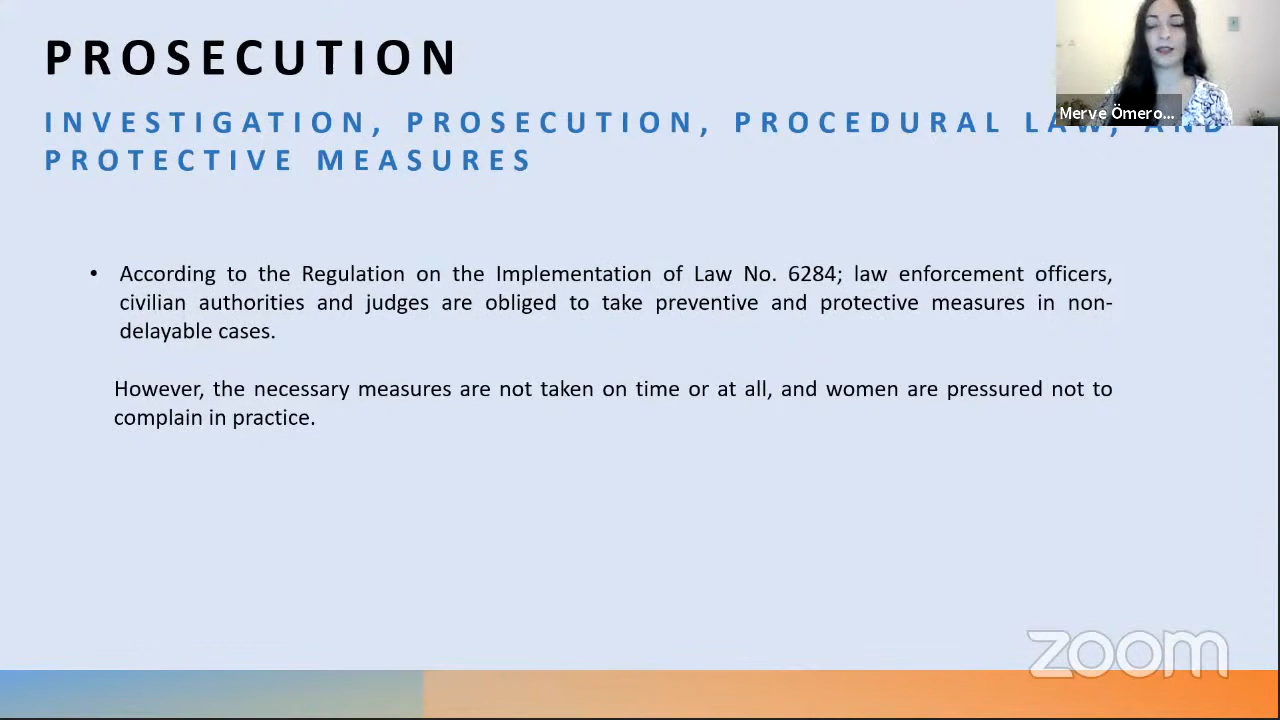 PROSECUTION
INVESTIGATION, PROSECUTION, PROCEDURAL LAW, AND
PROTECTIVE MEASURES
Merve Ömero...
• According to the Regulation on the Implementation of Law No. 6284; law enforcement officers,
civilian authorities and judges are obliged to take preventive and protective measures in non-
delayable cases.
However, the necessary measures are not taken on time or at all, and women are pressured not to
complain in practice.
zoom